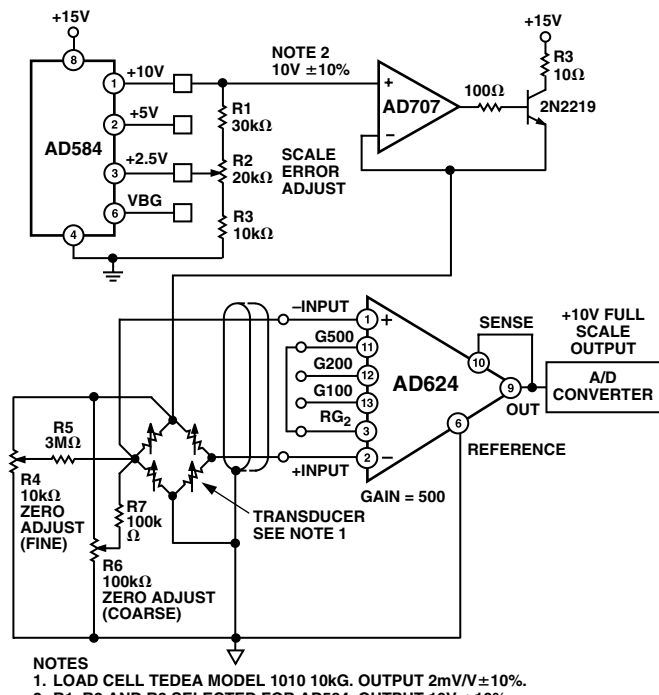 +15V
8
+10V
1
+5V
2
AD584
+2.5V
3
VBG
6
4
R1
30kΩ
R2
20kΩ
R3
10kΩ
SCALE
ERROR
ADJUST
NOTE 2
10V ±10%
+
AD707
–
100Ω
+15V
R3
10Ω
2N2219
–INPUT
1
+
G500
11
G200
12
G100
13
RG2
3
+INPUT
2
–
AD624
GAIN = 500
SENSE
10
9
OUT
6
REFERENCE
+10V FULL
SCALE
OUTPUT
A/D
CONVERTER
R5
3MΩ
R4
10kΩ
ZERO
ADJUST
(FINE)
R7
100k
Ω
R6
100kΩ
ZERO ADJUST
(COARSE)
TRANSDUCER
SEE NOTE 1
NOTES
1. LOAD CELL TEDEA MODEL 1010 10kG. OUTPUT 2mV/V±10%.